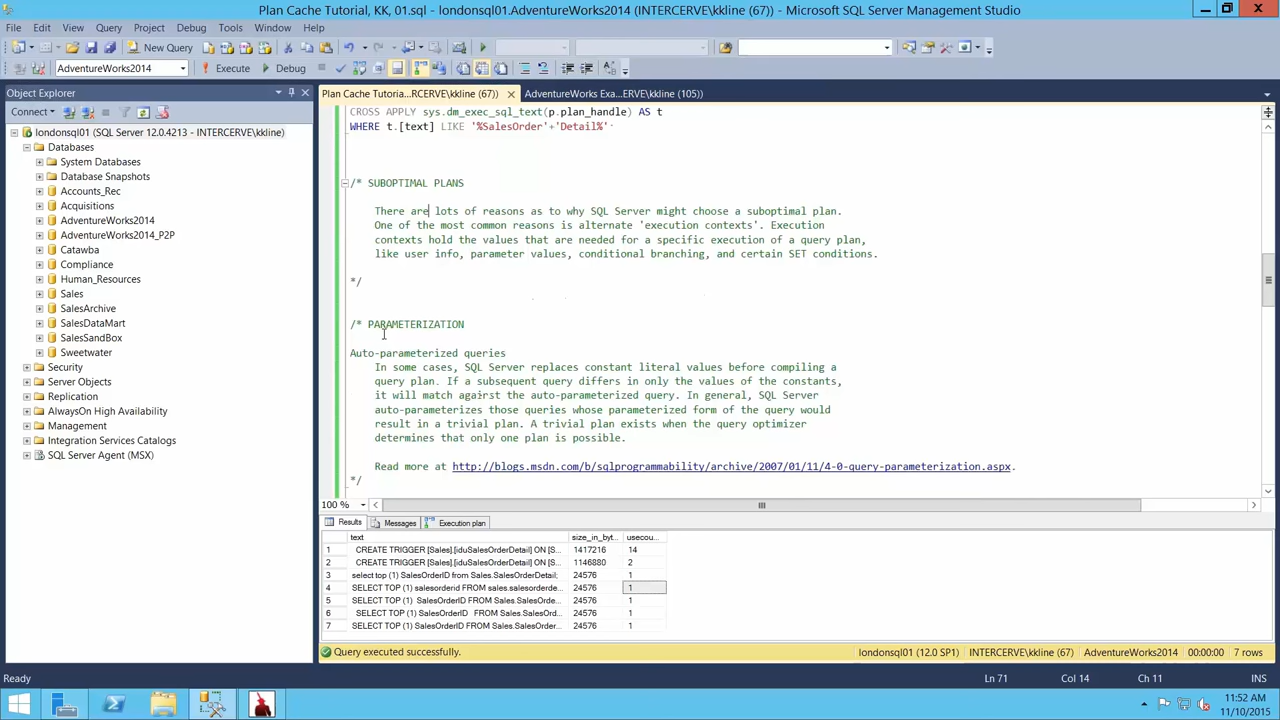 Plan Cache Tutorial, KK, 01.sql - londonsql01.AdventureWorks2014 (INTERCERVE\kkline (67)) - Microsoft SQL Server Management Studio
File Edit View Query Project Debug Tools Window Help
New Query
AdventureWorks2014 Execute Debug
Object Explorer
Connect
londonsql01 (SQL Server 12.0.4213 - INTERCERVE\kkline)
Databases
System Databases
Database Snapshots
Accounts_Rec
Acquisitions
AdventureWorks2014
AdventureWorks2014_P2P
Catawba
Compliance
Human_Resources
Sales
SalesArchive
SalesDataMart
SalesSandBox
Sweetwater
Security
Server Objects
Replication
AlwaysOn High Availability
Management
Integration Services Catalogs
SQL Server Agent (MSX)
Plan Cache Tutoria...RCERVE\kkline (67)) AdventureWorks Exa...ERVE\kkline (105))
CROSS APPLY sys.dm_exec_sql_text(p.plan_handle) AS t
WHERE t.[text] LIKE '%SalesOrder'+'Detail%'
/* SUBOPTIMAL PLANS
There are lots of reasons as to why SQL Server might choose a suboptimal plan.
One of the most common reasons is alternate 'execution contexts'. Execution
contexts hold the values that are needed for a specific execution of a query plan,
like user info, parameter values, conditional branching, and certain SET conditions.
*/
/* PARAMETERIZATION
Auto-parameterized queries
In some cases, SQL Server replaces constant literal values before compiling a
query plan. If a subsequent query differs in only the values of the constants,
it will match against the auto-parameterized query. In general, SQL Server
auto-parameterizes those queries whose parameterized form of the query would
result in a trivial plan. A trivial plan exists when the query optimizer
determines that only one plan is possible.
Read more at http://blogs.msdn.com/b/sqlprogrammability/archive/2007/01/11/4-0-query-parameterization.aspx.
*/
100 %
Results Messages Execution plan
text size_in_byt... usecou...
1 CREATE TRIGGER [Sales].[iduSalesOrderDetail] ON [S... 1417216 14
2 CREATE TRIGGER [Sales].[iduSalesOrderDetail] ON [S... 1146880 2
3 select top (1) SalesOrderID from Sales.SalesOrderDetail; 24576 1
4 SELECT TOP (1) salesorderid FROM sales.salesorderde... 24576 1
5 SELECT TOP (1) SalesOrderID FROM Sales.SalesOrde... 24576 1
6 SELECT TOP (1) SalesOrderID FROM Sales.SalesOrd... 24576 1
7 SELECT TOP (1) SalesOrderID FROM Sales.SalesOrder... 24576 1
Query executed successfully. londonsql01 (12.0 SP1) INTERCERVE\kkline (67) AdventureWorks2014 00:00:00 7 rows
Ready Ln 71 Col 14 Ch 11 INS
11:52 AM
11/10/2015